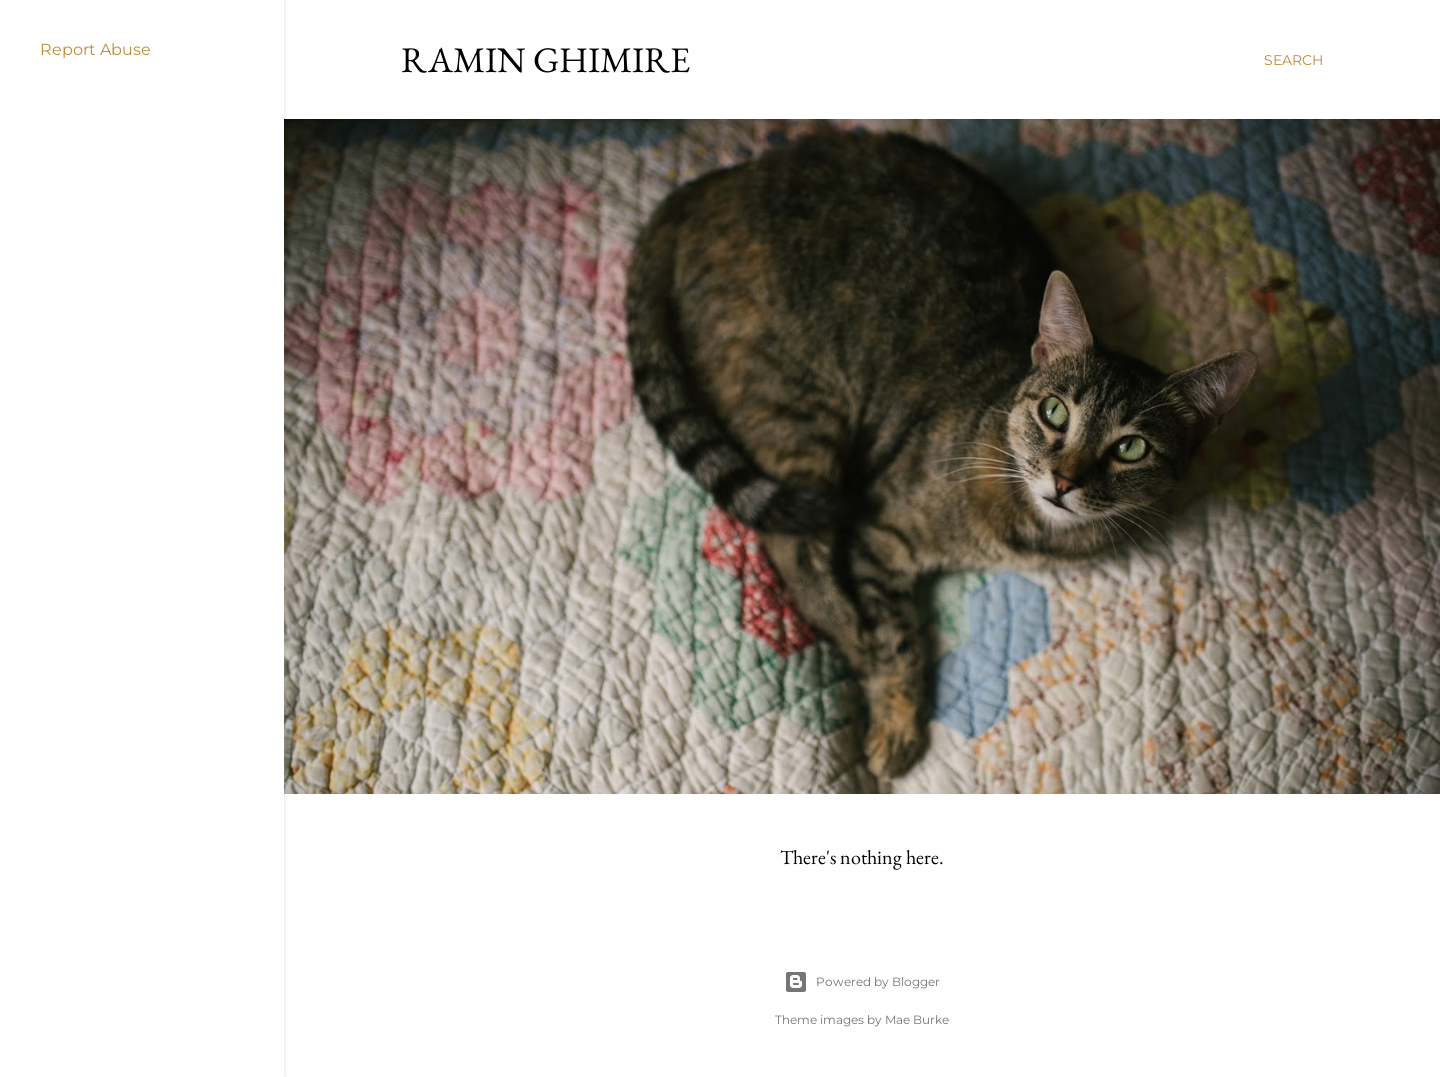 Report Abuse
RAMIN GHIMIRE
SEARCH
There's nothing here.
Powered by Blogger
Theme images by Mae Burke